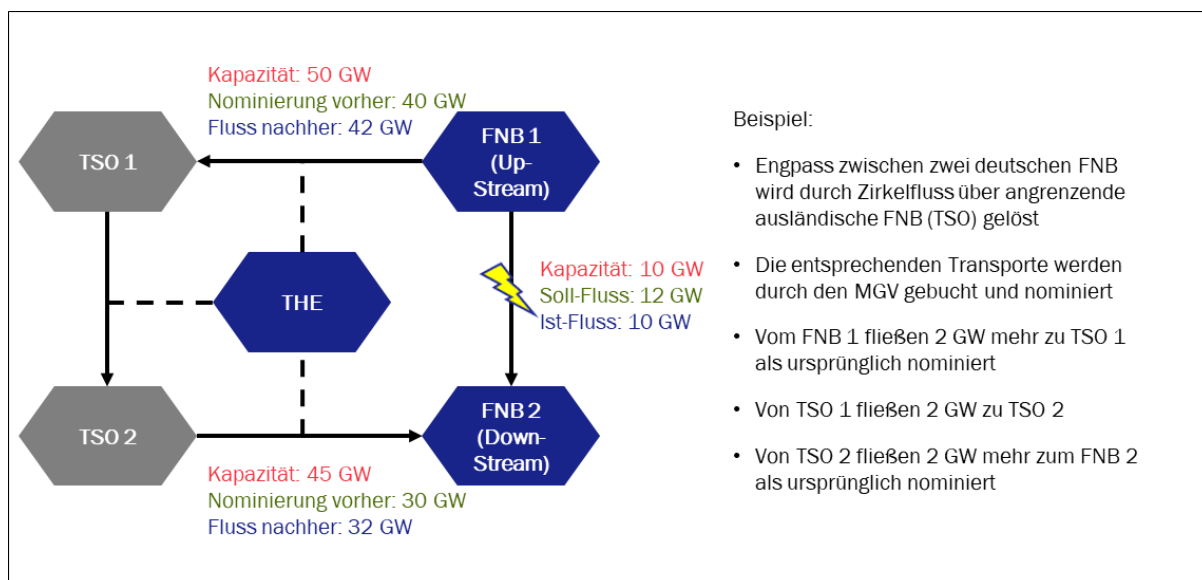 Kapazität: 50 GW
Nominierung vorher: 40 GW
Fluss nachher: 42 GW
TSO 1
FNB 1
(Up-
Stream)
THE
Kapazität: 10 GW
Soll-Fluss: 12 GW
Ist-Fluss: 10 GW
TSO 2
FNB 2
(Down-
Stream)
Kapazität: 45 GW
Nominierung vorher: 30 GW
Fluss nachher: 32 GW
Beispiel:
• Engpass zwischen zwei deutschen FNB
wird durch Zirkelfluss über angrenzende
ausländische FNB (TSO) gelöst
• Die entsprechenden Transporte werden
durch den MGV gebucht und nominiert
• Vom FNB 1 fließen 2 GW mehr zu TSO 1
als ursprünglich nominiert
• Von TSO 1 fließen 2 GW zu TSO 2
• Von TSO 2 fließen 2 GW mehr zum FNB 2
als ursprünglich nominiert